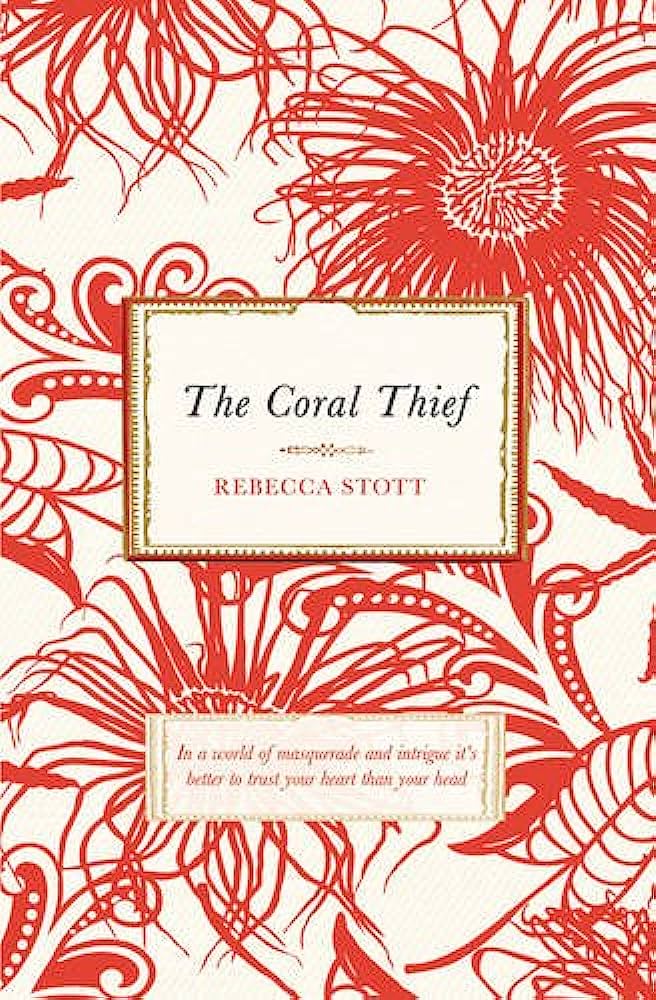 The Coral Thief
REBECCA STOTT
In a world of masquerade and intrigue it's
better to trust your heart than your head